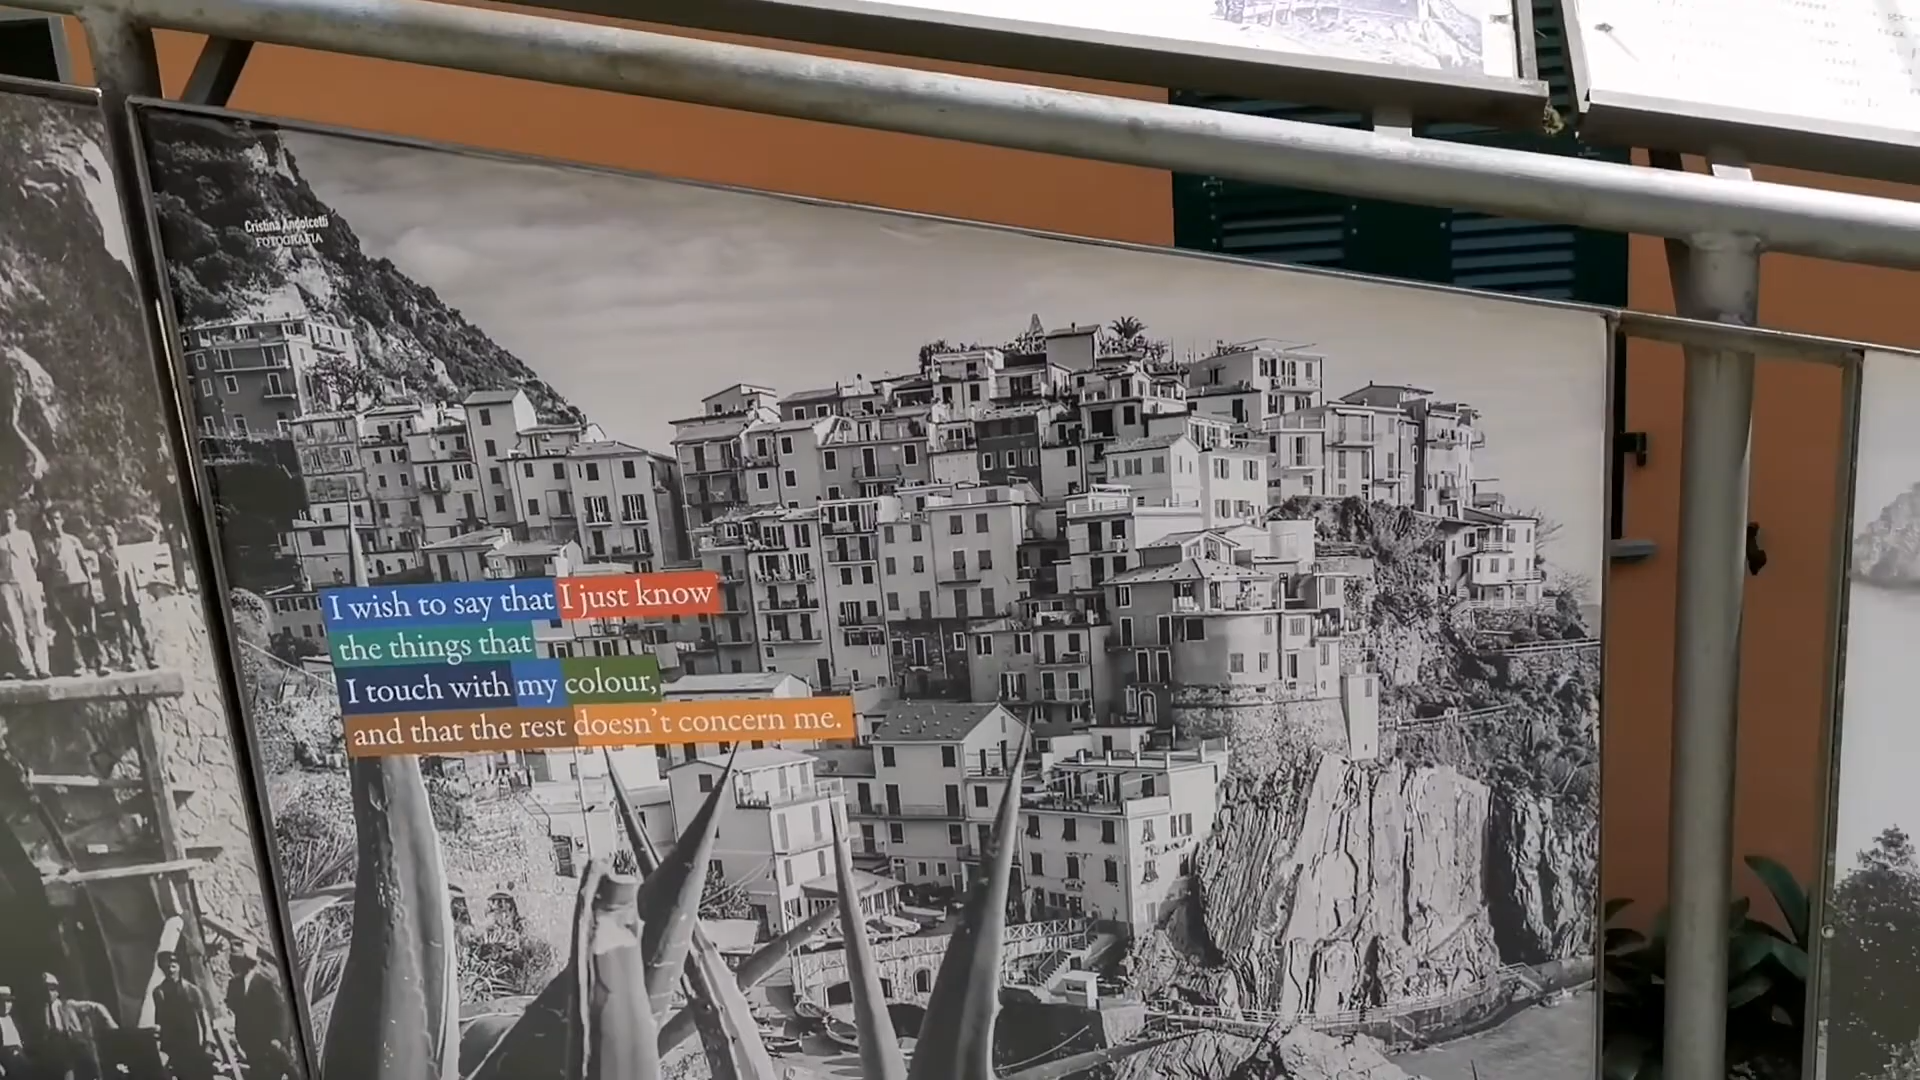 Cristina Andolcetti
FOTOGRAFIA
I wish to say that I just know
the things that
I touch with my colour,
and that the rest doesn't concern me.